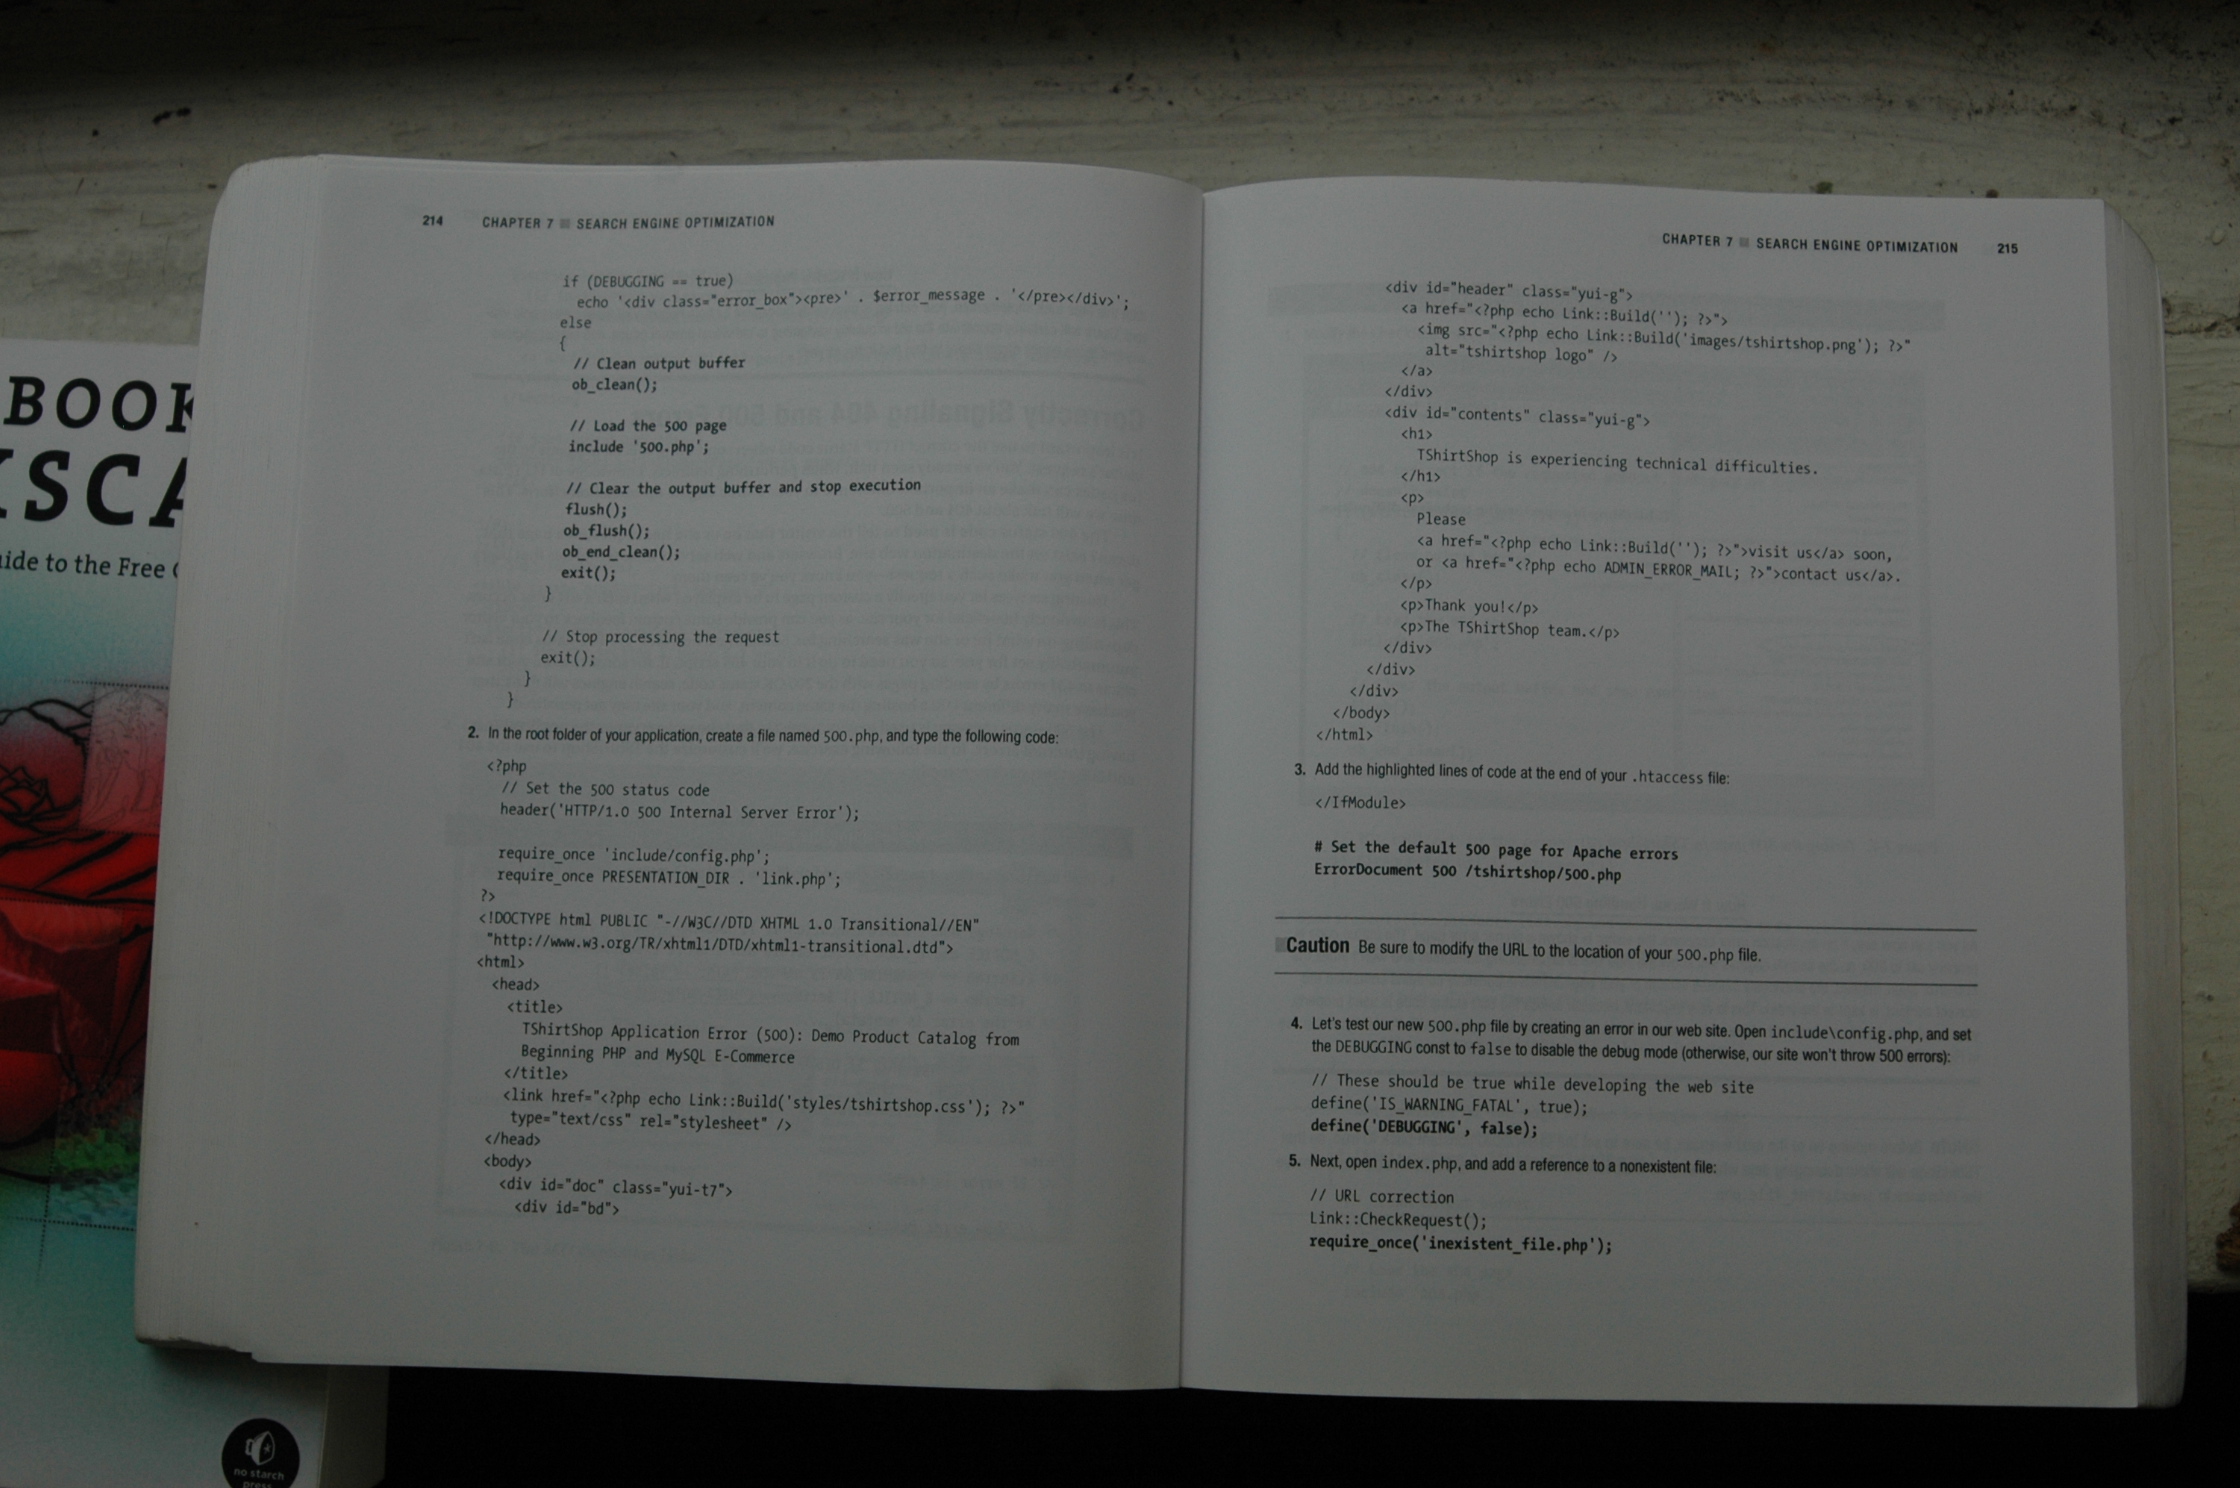 BOOK
KSCA
uide to the Free
no starch
press
214 CHAPTER 7 ■ SEARCH ENGINE OPTIMIZATION
if (DEBUGGING == true)
echo '<div class="error_box"><pre>' . $error_message . '</pre></div>';
else
{
// Clean output buffer
ob_clean();
// Load the 500 page
include '500.php';
// Clear the output buffer and stop execution
flush();
ob_flush();
ob_end_clean();
exit();
}
// Stop processing the request
exit();
}
}
2. In the root folder of your application, create a file named 500.php, and type the following code:
<?php
// Set the 500 status code
header('HTTP/1.0 500 Internal Server Error');
require_once 'include/config.php';
require_once PRESENTATION_DIR . 'link.php';
?>
<!DOCTYPE html PUBLIC "-//W3C//DTD XHTML 1.0 Transitional//EN"
"http://www.w3.org/TR/xhtml1/DTD/xhtml1-transitional.dtd">
<html>
<head>
<title>
TShirtShop Application Error (500): Demo Product Catalog from
Beginning PHP and MySQL E-Commerce
</title>
<link href="<?php echo Link::Build('styles/tshirtshop.css'); ?>"
type="text/css" rel="stylesheet" />
</head>
<body>
<div id="doc" class="yui-t7">
<div id="bd">
CHAPTER 7 ■ SEARCH ENGINE OPTIMIZATION 215
<div id="header" class="yui-g">
<a href="<?php echo Link::Build(''); ?>">
<img src="<?php echo Link::Build('images/tshirtshop.png'); ?>"
alt="tshirtshop logo" />
</a>
</div>
<div id="contents" class="yui-g">
<h1>
TShirtShop is experiencing technical difficulties.
</h1>
<p>
Please
<a href="<?php echo Link::Build(''); ?>">visit us</a> soon,
or <a href="<?php echo ADMIN_ERROR_MAIL; ?>">contact us</a>.
</p>
<p>Thank you!</p>
<p>The TShirtShop team.</p>
</div>
</div>
</div>
</body>
</html>
3. Add the highlighted lines of code at the end of your .htaccess file:
</IfModule>
# Set the default 500 page for Apache errors
ErrorDocument 500 /tshirtshop/500.php
Caution Be sure to modify the URL to the location of your 500.php file.
4. Let's test our new 500.php file by creating an error in our web site. Open include\config.php, and set
the DEBUGGING const to false to disable the debug mode (otherwise, our site won't throw 500 errors):
// These should be true while developing the web site
define('IS_WARNING_FATAL', true);
define('DEBUGGING', false);
5. Next, open index.php, and add a reference to a nonexistent file:
// URL correction
Link::CheckRequest();
require_once('inexistent_file.php');